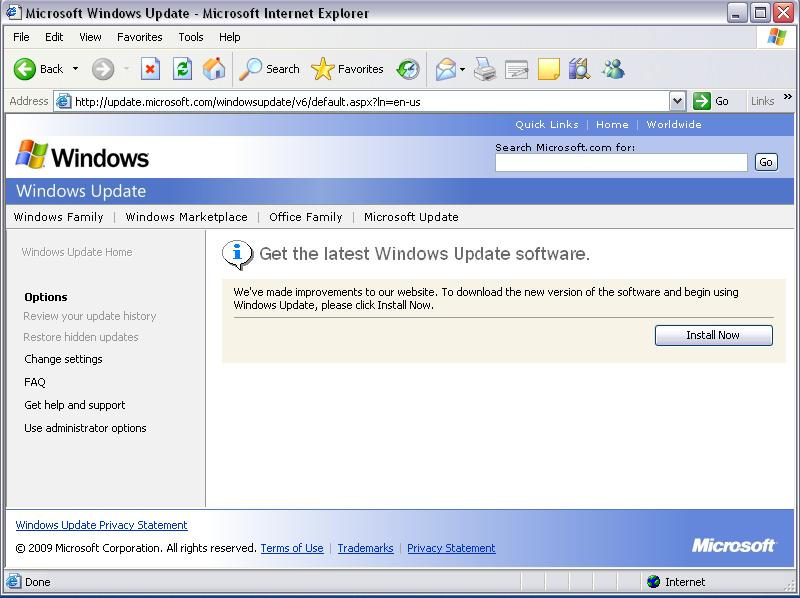 Microsoft Windows Update - Microsoft Internet Explorer
File Edit View Favorites Tools Help
Back Search Favorites
Address http://update.microsoft.com/windowsupdate/v6/default.aspx?ln=en-us Go Links »
Quick Links | Home | Worldwide
Windows
Search Microsoft.com for:
Go
Windows Update
Windows Family | Windows Marketplace | Office Family | Microsoft Update
Windows Update Home
Options
Review your update history
Restore hidden updates
Change settings
FAQ
Get help and support
Use administrator options
Get the latest Windows Update software.
We've made improvements to our website. To download the new version of the software and begin using
Windows Update, please click Install Now.
Install Now
Windows Update Privacy Statement
© 2009 Microsoft Corporation. All rights reserved. Terms of Use | Trademarks | Privacy Statement
Microsoft
Done Internet